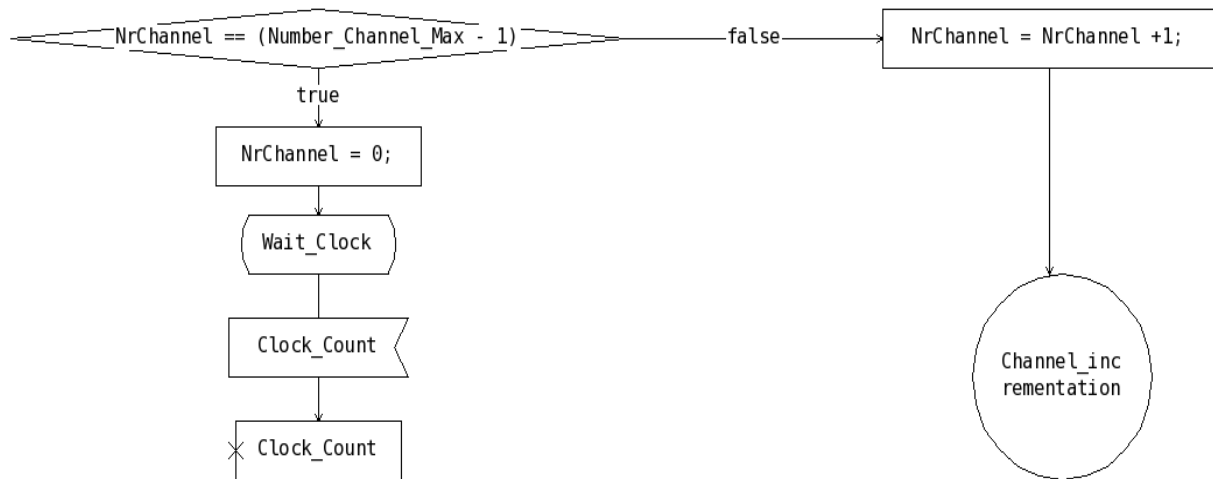 NrChannel == (Number_Channel_Max - 1)
false
NrChannel = NrChannel +1;
true
NrChannel = 0;
Wait_Clock
Clock_Count
Channel_inc
rementation
Clock_Count